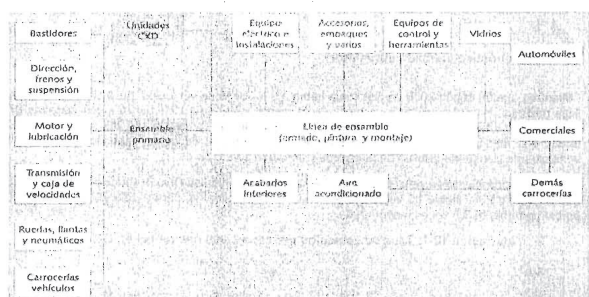 Bastidores
Unidades
CKD
Equipo
eléctrico e
instalaciones
Accesorios,
empaques
y varios
Equipos de
control y
herramientas
Vidrios
Automóviles
Dirección,
frenos y
suspensión
Motor y
lubricación
Ensamble
primario
Línea de ensamble
(armado, pintura y montaje)
Comerciales
Transmisión
y caja de
velocidades
Acabados
interiores
Aire
acondicionado
Demás
carrocerías
Ruedas, llantas
y neumáticos
Carrocerías
vehículos